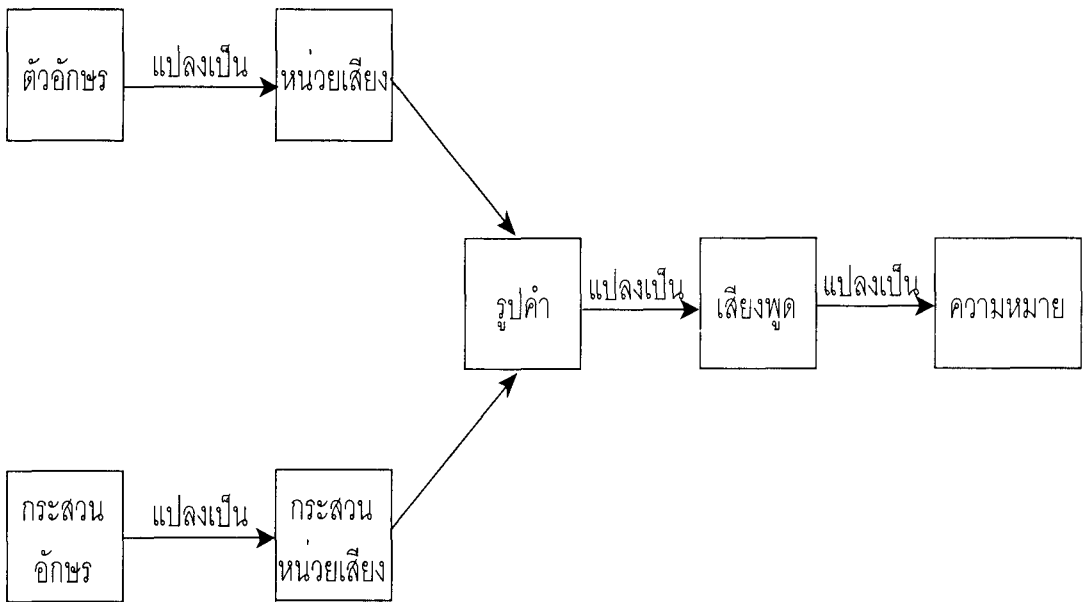 ตัวอักษร
แปลงเป็น
หน่วยเสียง
รูปคำ
แปลงเป็น
เสียงพูด
แปลงเป็น
ความหมาย
กระสวน
อักษร
แปลงเป็น
กระสวน
หน่วยเสียง